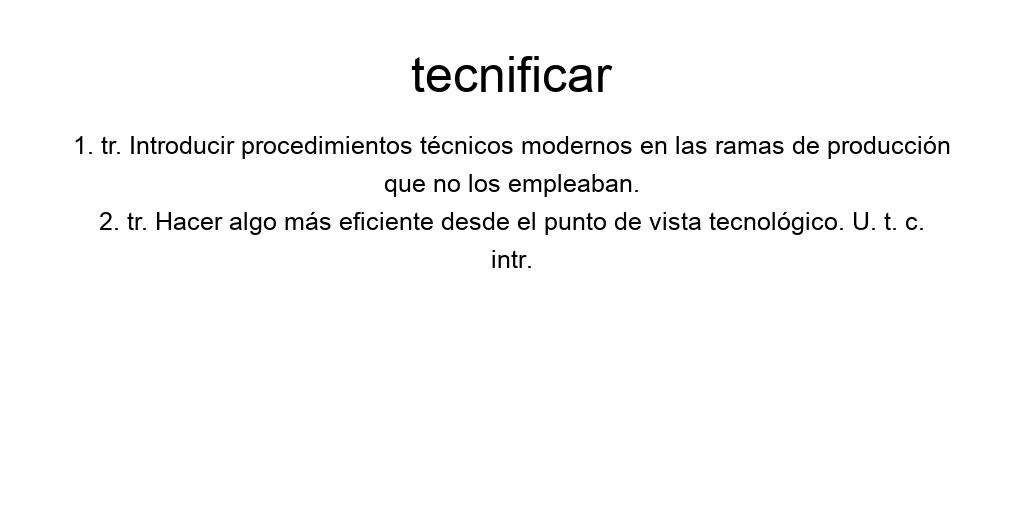 tecnificar
1. tr. Introducir procedimientos técnicos modernos en las ramas de producción
que no los empleaban.
2. tr. Hacer algo más eficiente desde el punto de vista tecnológico. U. t. c.
intr.